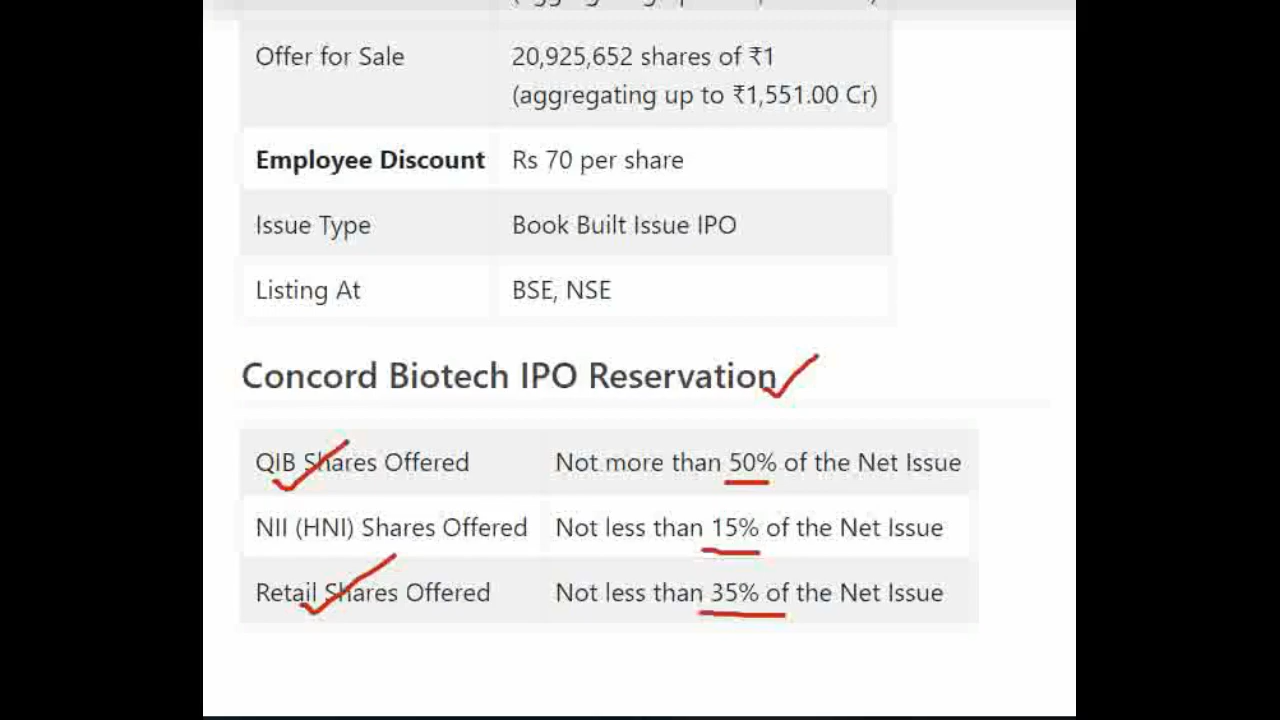 Offer for Sale
20,925,652 shares of ₹1
(aggregating up to ₹1,551.00 Cr)
Employee Discount
Rs 70 per share
Issue Type
Book Built Issue IPO
Listing At
BSE, NSE
Concord Biotech IPO Reservation
QIB Shares Offered
Not more than 50% of the Net Issue
NII (HNI) Shares Offered
Not less than 15% of the Net Issue
Retail Shares Offered
Not less than 35% of the Net Issue